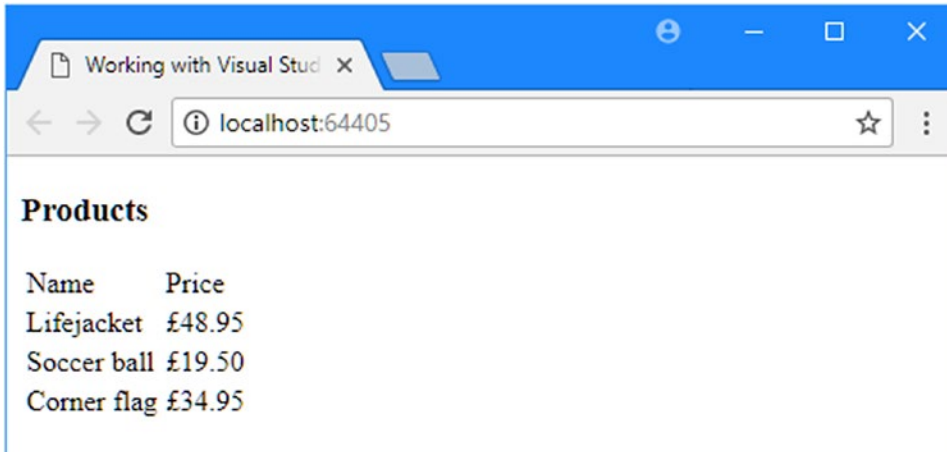 Working with Visual Stud
localhost:64405
Products
Name Price
Lifejacket £48.95
Soccer ball £19.50
Corner flag £34.95